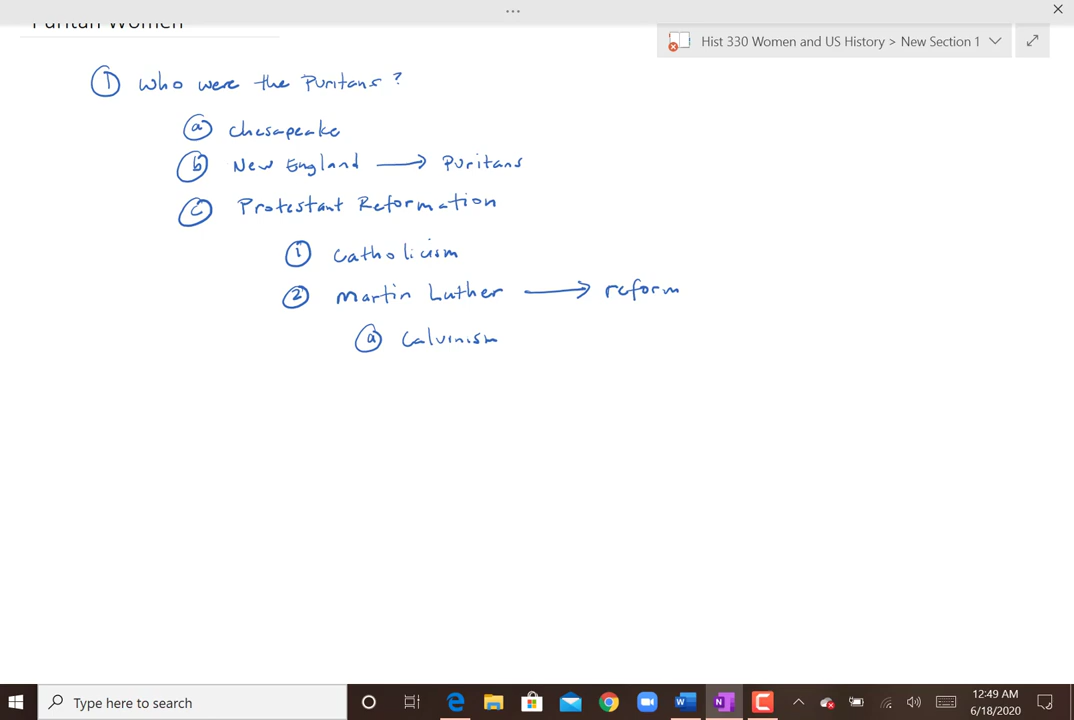 ...
Puritan Women
Hist 330 Women and US History > New Section 1
① Who were the Puritans?
ⓐ Chesapeake
ⓑ New England → Puritans
ⓒ Protestant Reformation
① Catholicism
② Martin Luther → reform
ⓐ Calvinism
Type here to search
12:49 AM
6/18/2020